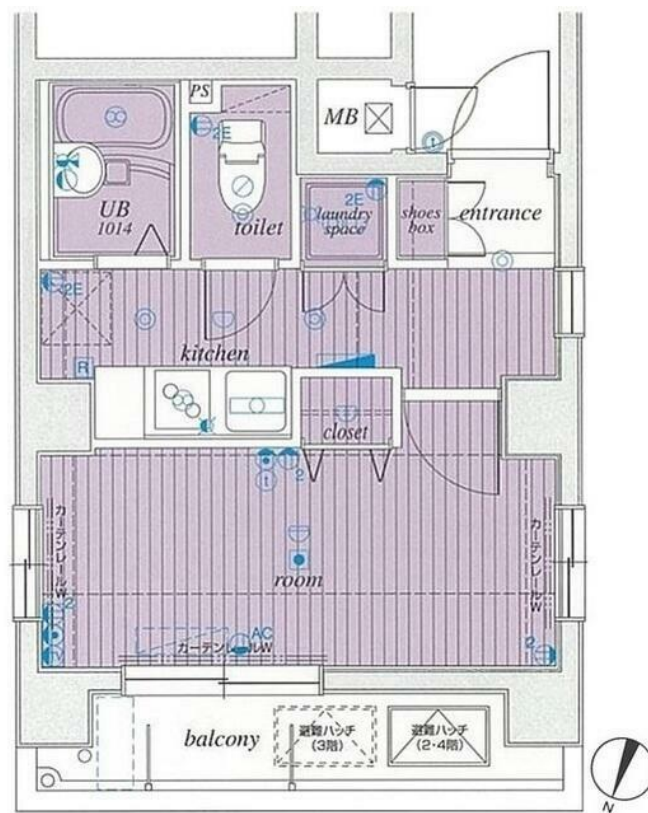 PS
MB
t
2E
UB
1014
toilet
2E
laundry
space
shoes
box
entrance
2E
kitchen
R
closet
2
t
カーテンレールW
カーテンレールW
room
2
AC
カーテンレールW
2
balcony
避難ハッチ
(3階)
避難ハッチ
(2・4階)
N